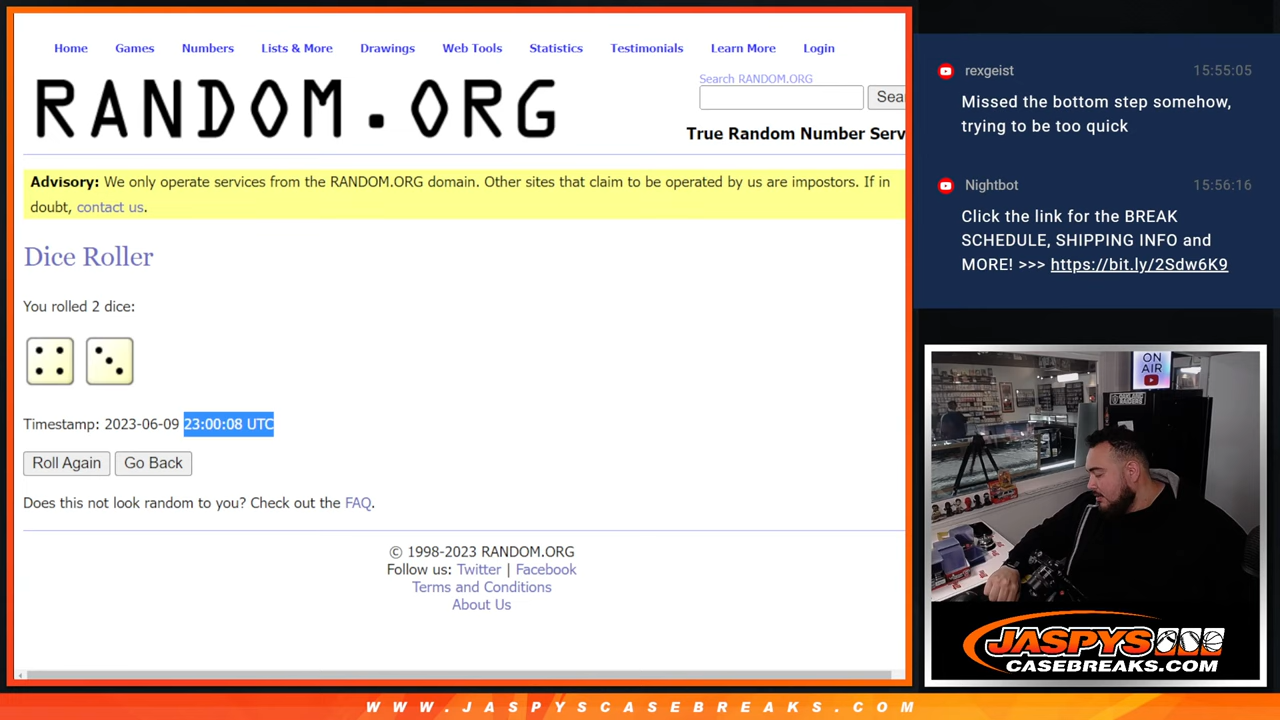 Home Games Numbers Lists & More Drawings Web Tools Statistics Testimonials Learn More Login
RANDOM.ORG
Search RANDOM.ORG
Sea
True Random Number Serv
Advisory: We only operate services from the RANDOM.ORG domain. Other sites that claim to be operated by us are impostors. If in
doubt, contact us.
Dice Roller
You rolled 2 dice:
Timestamp: 2023-06-09 23:00:08 UTC
Roll Again Go Back
Does this not look random to you? Check out the FAQ.
© 1998-2023 RANDOM.ORG
Follow us: Twitter | Facebook
Terms and Conditions
About Us
rexgeist 15:55:05
Missed the bottom step somehow,
trying to be too quick
Nightbot 15:56:16
Click the link for the BREAK
SCHEDULE, SHIPPING INFO and
MORE! >>> https://bit.ly/2Sdw6K9
ON
AIR
JASPYS
CASEBREAKS.COM
WWW.JASPYSCASEBREAKS.COM